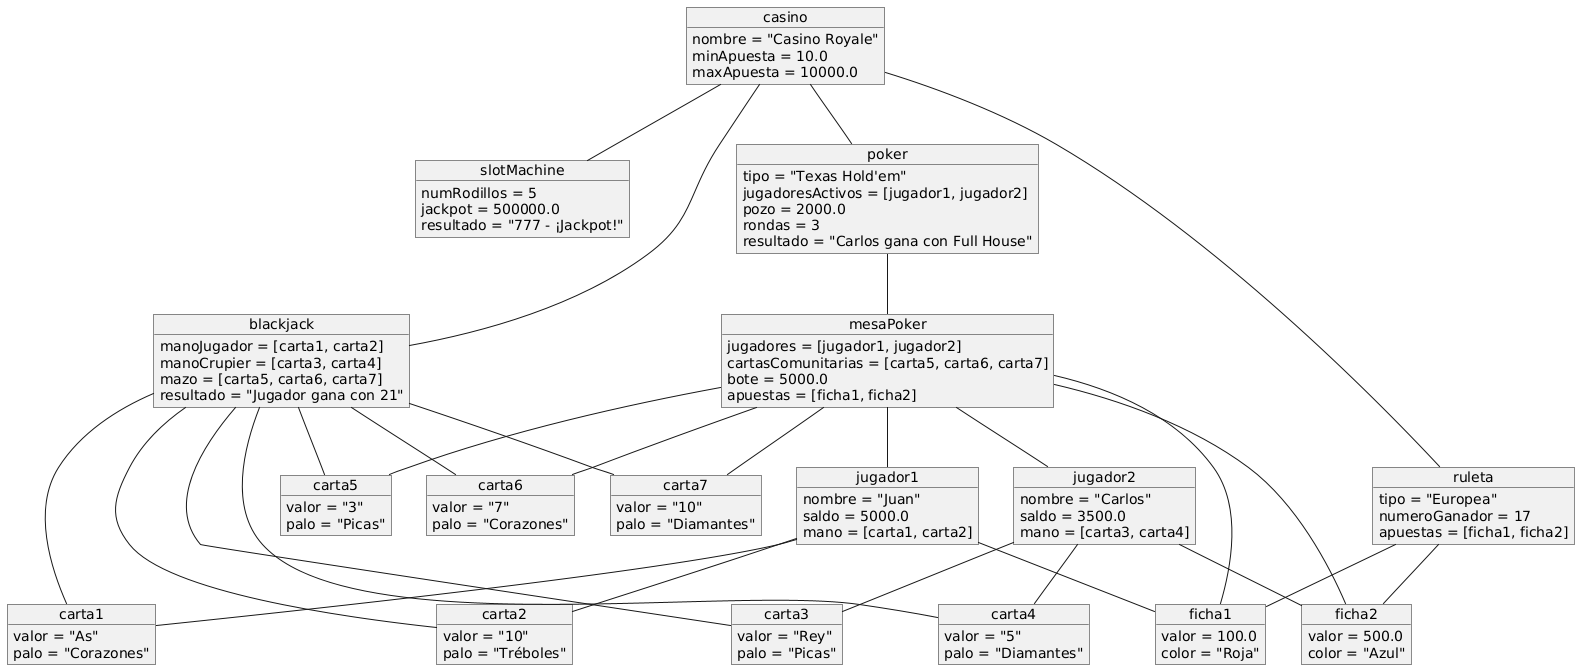 casino
nombre = "Casino Royale"
minApuesta = 10.0
maxApuesta = 10000.0
slotMachine
numRodillos = 5
jackpot = 500000.0
resultado = "777 - ¡Jackpot!"
poker
tipo = "Texas Hold'em"
jugadoresActivos = [jugador1, jugador2]
pozo = 2000.0
rondas = 3
resultado = "Carlos gana con Full House"
blackjack
manoJugador = [carta1, carta2]
manoCrupier = [carta3, carta4]
mazo = [carta5, carta6, carta7]
resultado = "Jugador gana con 21"
mesaPoker
jugadores = [jugador1, jugador2]
cartasComunitarias = [carta5, carta6, carta7]
bote = 5000.0
apuestas = [ficha1, ficha2]
carta5
valor = "3"
palo = "Picas"
carta6
valor = "7"
palo = "Corazones"
carta7
valor = "10"
palo = "Diamantes"
jugador1
nombre = "Juan"
saldo = 5000.0
mano = [carta1, carta2]
jugador2
nombre = "Carlos"
saldo = 3500.0
mano = [carta3, carta4]
ruleta
tipo = "Europea"
numeroGanador = 17
apuestas = [ficha1, ficha2]
carta1
valor = "As"
palo = "Corazones"
carta2
valor = "10"
palo = "Tréboles"
carta3
valor = "Rey"
palo = "Picas"
carta4
valor = "5"
palo = "Diamantes"
ficha1
valor = 100.0
color = "Roja"
ficha2
valor = 500.0
color = "Azul"